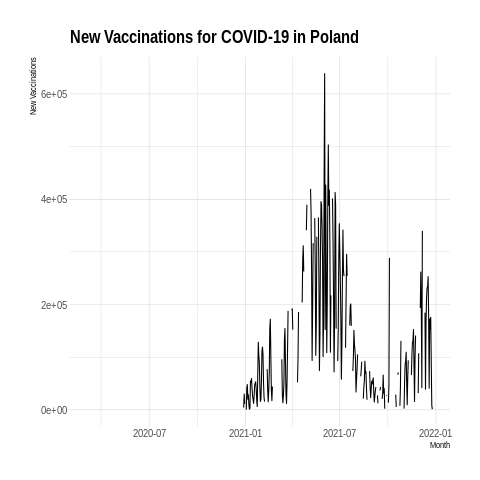 New Vaccinations for COVID-19 in Poland
New Vaccinations
6e+05
4e+05
2e+05
0e+00
2020-07
2021-01
2021-07
2022-01
Month